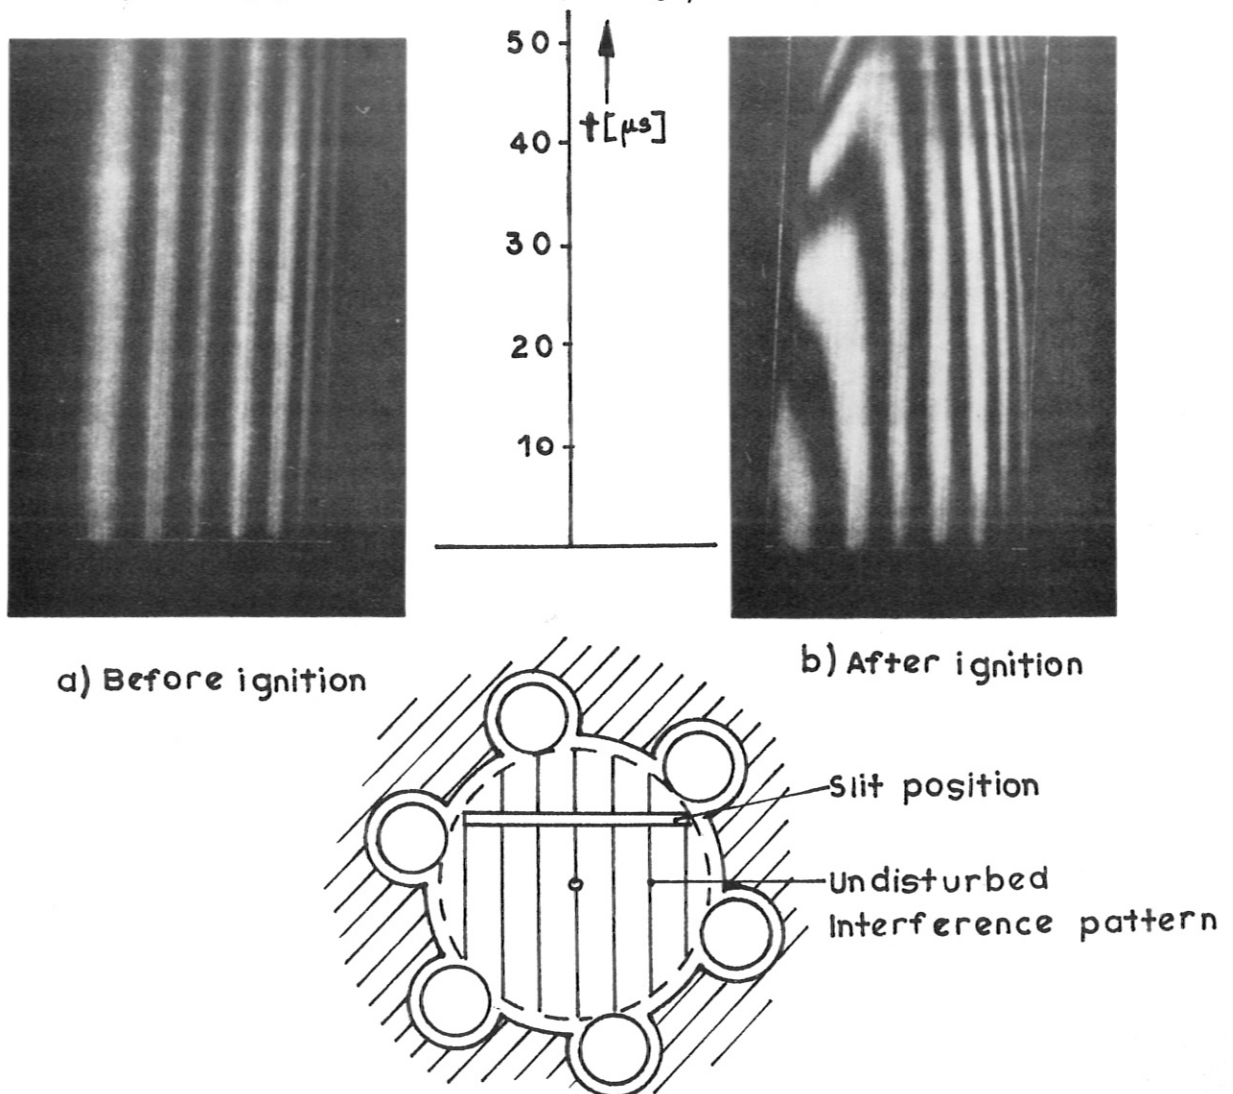 50
t[μs]
40
30
20
10
a) Before ignition
b) After ignition
Slit position
Undisturbed
Interference pattern